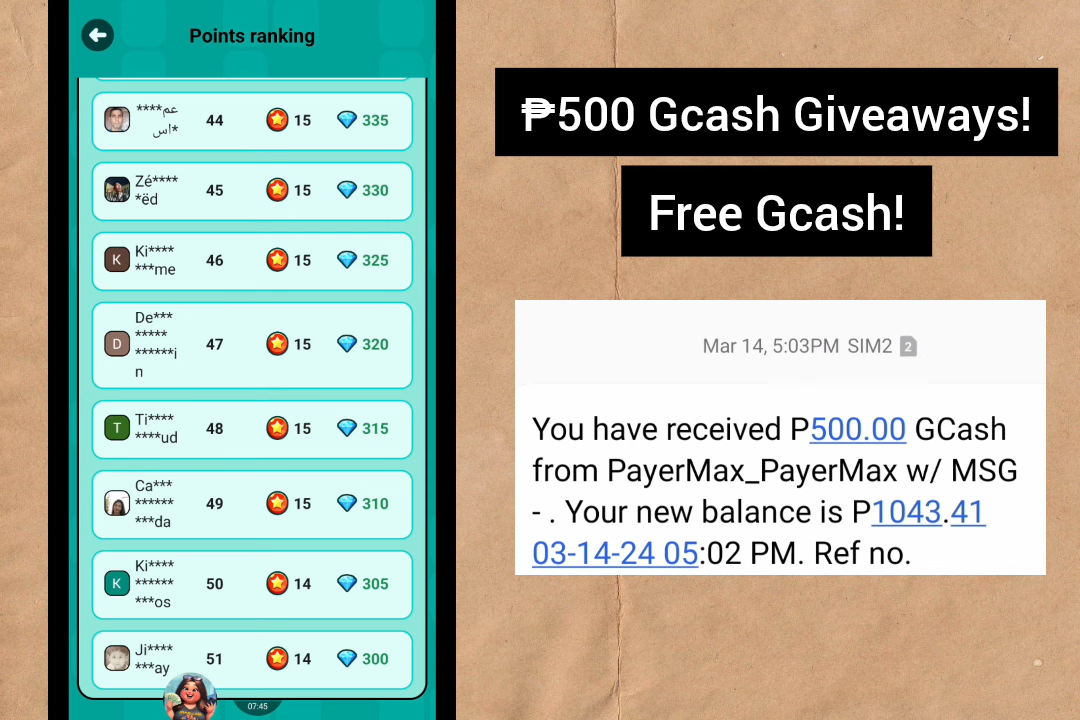 Points ranking
عم****
*اس
44 15 335
Zé****
*ëd
45 15 330
K
Ki****
***me
46 15 325
D
De***
*****
******i
n
47 15 320
T
Ti****
****ud
48 15 315
Ca***
******
***da
49 15 310
K
Ki****
******
***os
50 14 305
Ji****
***ay
51 14 300
07:45
₱500 Gcash Giveaways!
Free Gcash!
Mar 14, 5:03PM SIM2 2
You have received P500.00 GCash
from PayerMax_PayerMax w/ MSG
- . Your new balance is P1043.41
03-14-24 05:02 PM. Ref no.